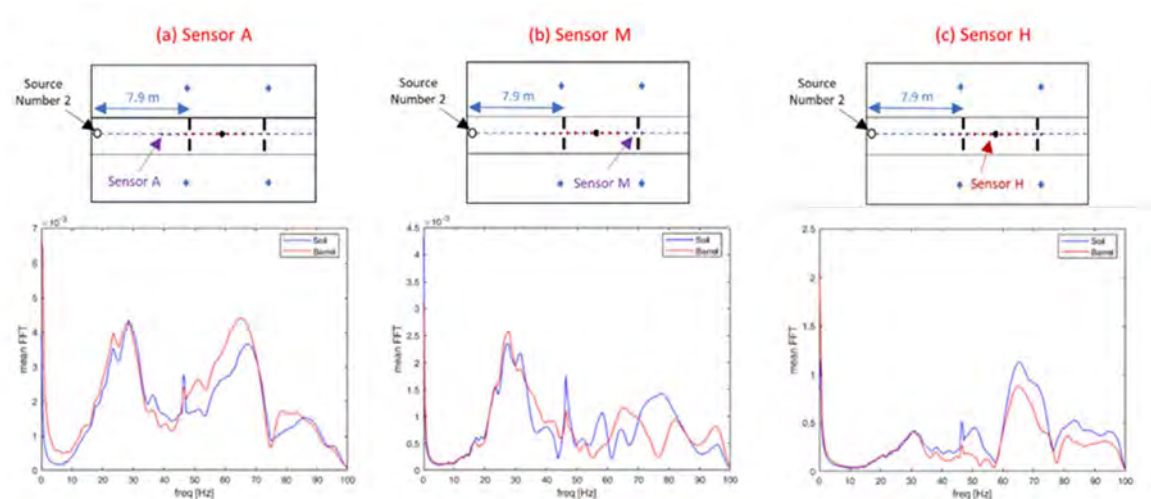 (a) Sensor A
Source
Number 2
7.9 m
Sensor A
×10⁻³
7
6
5
4
3
2
1
0
mean FFT
Soil
Barrel
0 10 20 30 40 50 60 70 80 90 100
freq [Hz]
(b) Sensor M
Source
Number 2
7.9 m
Sensor M
×10⁻³
4.5
4
3.5
3
2.5
2
1.5
1
0.5
0
mean FFT
Soil
Barrel
0 10 20 30 40 50 60 70 80 90 100
freq [Hz]
(c) Sensor H
Source
Number 2
7.9 m
Sensor H
2.5
2
1.5
1
0.5
0
mean FFT
Soil
Barrel
0 10 20 30 40 50 60 70 80 90 100
freq [Hz]